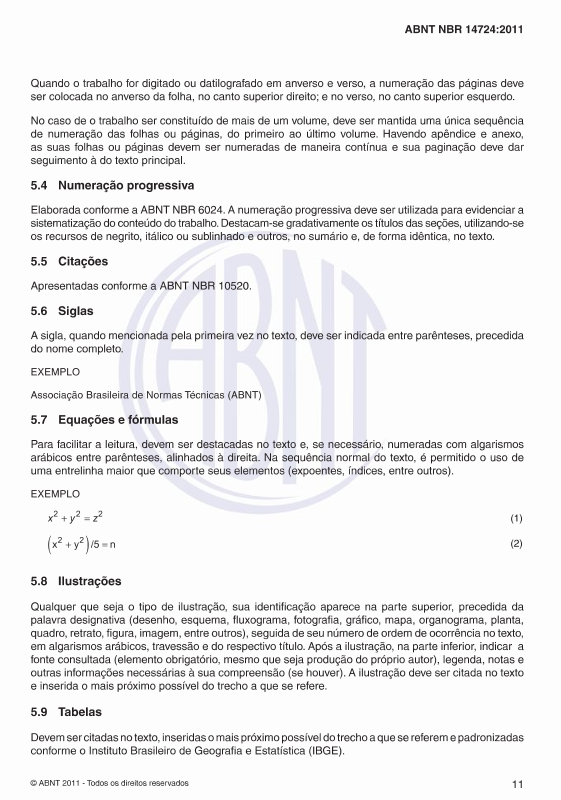 ABNT NBR 14724:2011
Quando o trabalho for digitado ou datilografado em anverso e verso, a numeração das páginas deve
ser colocada no anverso da folha, no canto superior direito; e no verso, no canto superior esquerdo.
No caso de o trabalho ser constituído de mais de um volume, deve ser mantida uma única sequência
de numeração das folhas ou páginas, do primeiro ao último volume. Havendo apêndice e anexo,
as suas folhas ou páginas devem ser numeradas de maneira contínua e sua paginação deve dar
seguimento à do texto principal.
5.4 Numeração progressiva
Elaborada conforme a ABNT NBR 6024. A numeração progressiva deve ser utilizada para evidenciar a
sistematização do conteúdo do trabalho. Destacam-se gradativamente os títulos das seções, utilizando-se
os recursos de negrito, itálico ou sublinhado e outros, no sumário e, de forma idêntica, no texto.
5.5 Citações
Apresentadas conforme a ABNT NBR 10520.
5.6 Siglas
A sigla, quando mencionada pela primeira vez no texto, deve ser indicada entre parênteses, precedida
do nome completo.
EXEMPLO
Associação Brasileira de Normas Técnicas (ABNT)
5.7 Equações e fórmulas
Para facilitar a leitura, devem ser destacadas no texto e, se necessário, numeradas com algarismos
arábicos entre parênteses, alinhados à direita. Na sequência normal do texto, é permitido o uso de
uma entrelinha maior que comporte seus elementos (expoentes, índices, entre outros).
EXEMPLO
x² + y² = z² (1)
(x² + y²)/5 = n (2)
5.8 Ilustrações
Qualquer que seja o tipo de ilustração, sua identificação aparece na parte superior, precedida da
palavra designativa (desenho, esquema, fluxograma, fotografia, gráfico, mapa, organograma, planta,
quadro, retrato, figura, imagem, entre outros), seguida de seu número de ordem de ocorrência no texto,
em algarismos arábicos, travessão e do respectivo título. Após a ilustração, na parte inferior, indicar a
fonte consultada (elemento obrigatório, mesmo que seja produção do próprio autor), legenda, notas e
outras informações necessárias à sua compreensão (se houver). A ilustração deve ser citada no texto
e inserida o mais próximo possível do trecho a que se refere.
5.9 Tabelas
Devem ser citadas no texto, inseridas o mais próximo possível do trecho a que se referem e padronizadas
conforme o Instituto Brasileiro de Geografia e Estatística (IBGE).
© ABNT 2011 - Todos os direitos reservados 11
ABNT